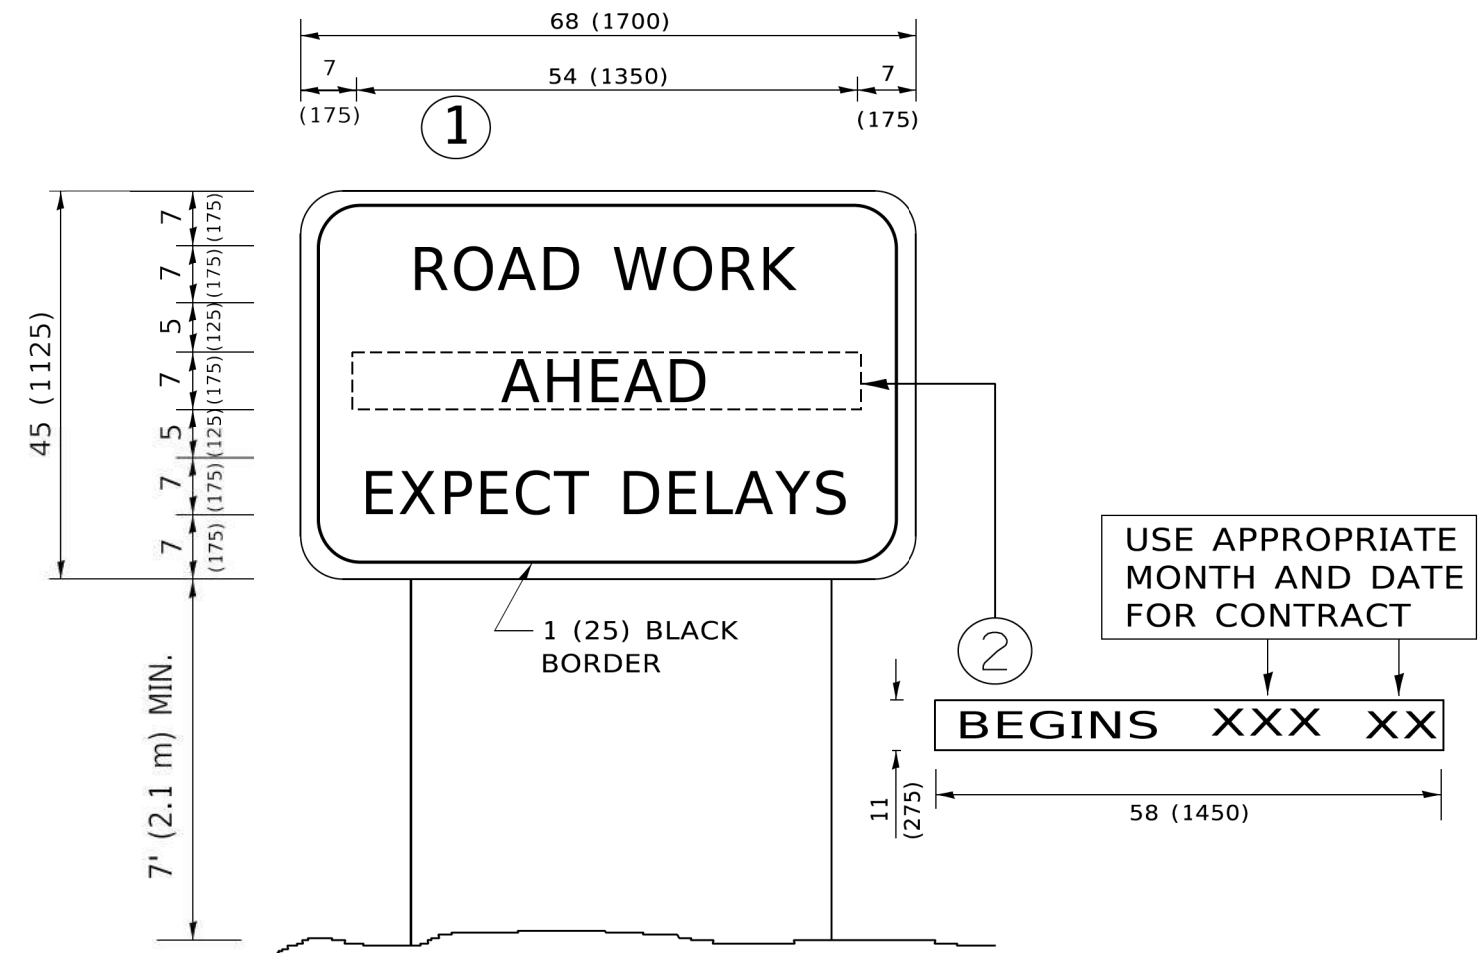 68 (1700)
7
54 (1350)
7
(175)
(175)
1
7
(175)
7
(175)
5
(125)
7
(175)
5
(125)
7
(175)
7
(175)
45 (1125)
ROAD WORK
AHEAD
EXPECT DELAYS
1 (25) BLACK
BORDER
7' (2.1 m) MIN.
2
USE APPROPRIATE
MONTH AND DATE
FOR CONTRACT
BEGINS XXX XX
11
(275)
58 (1450)